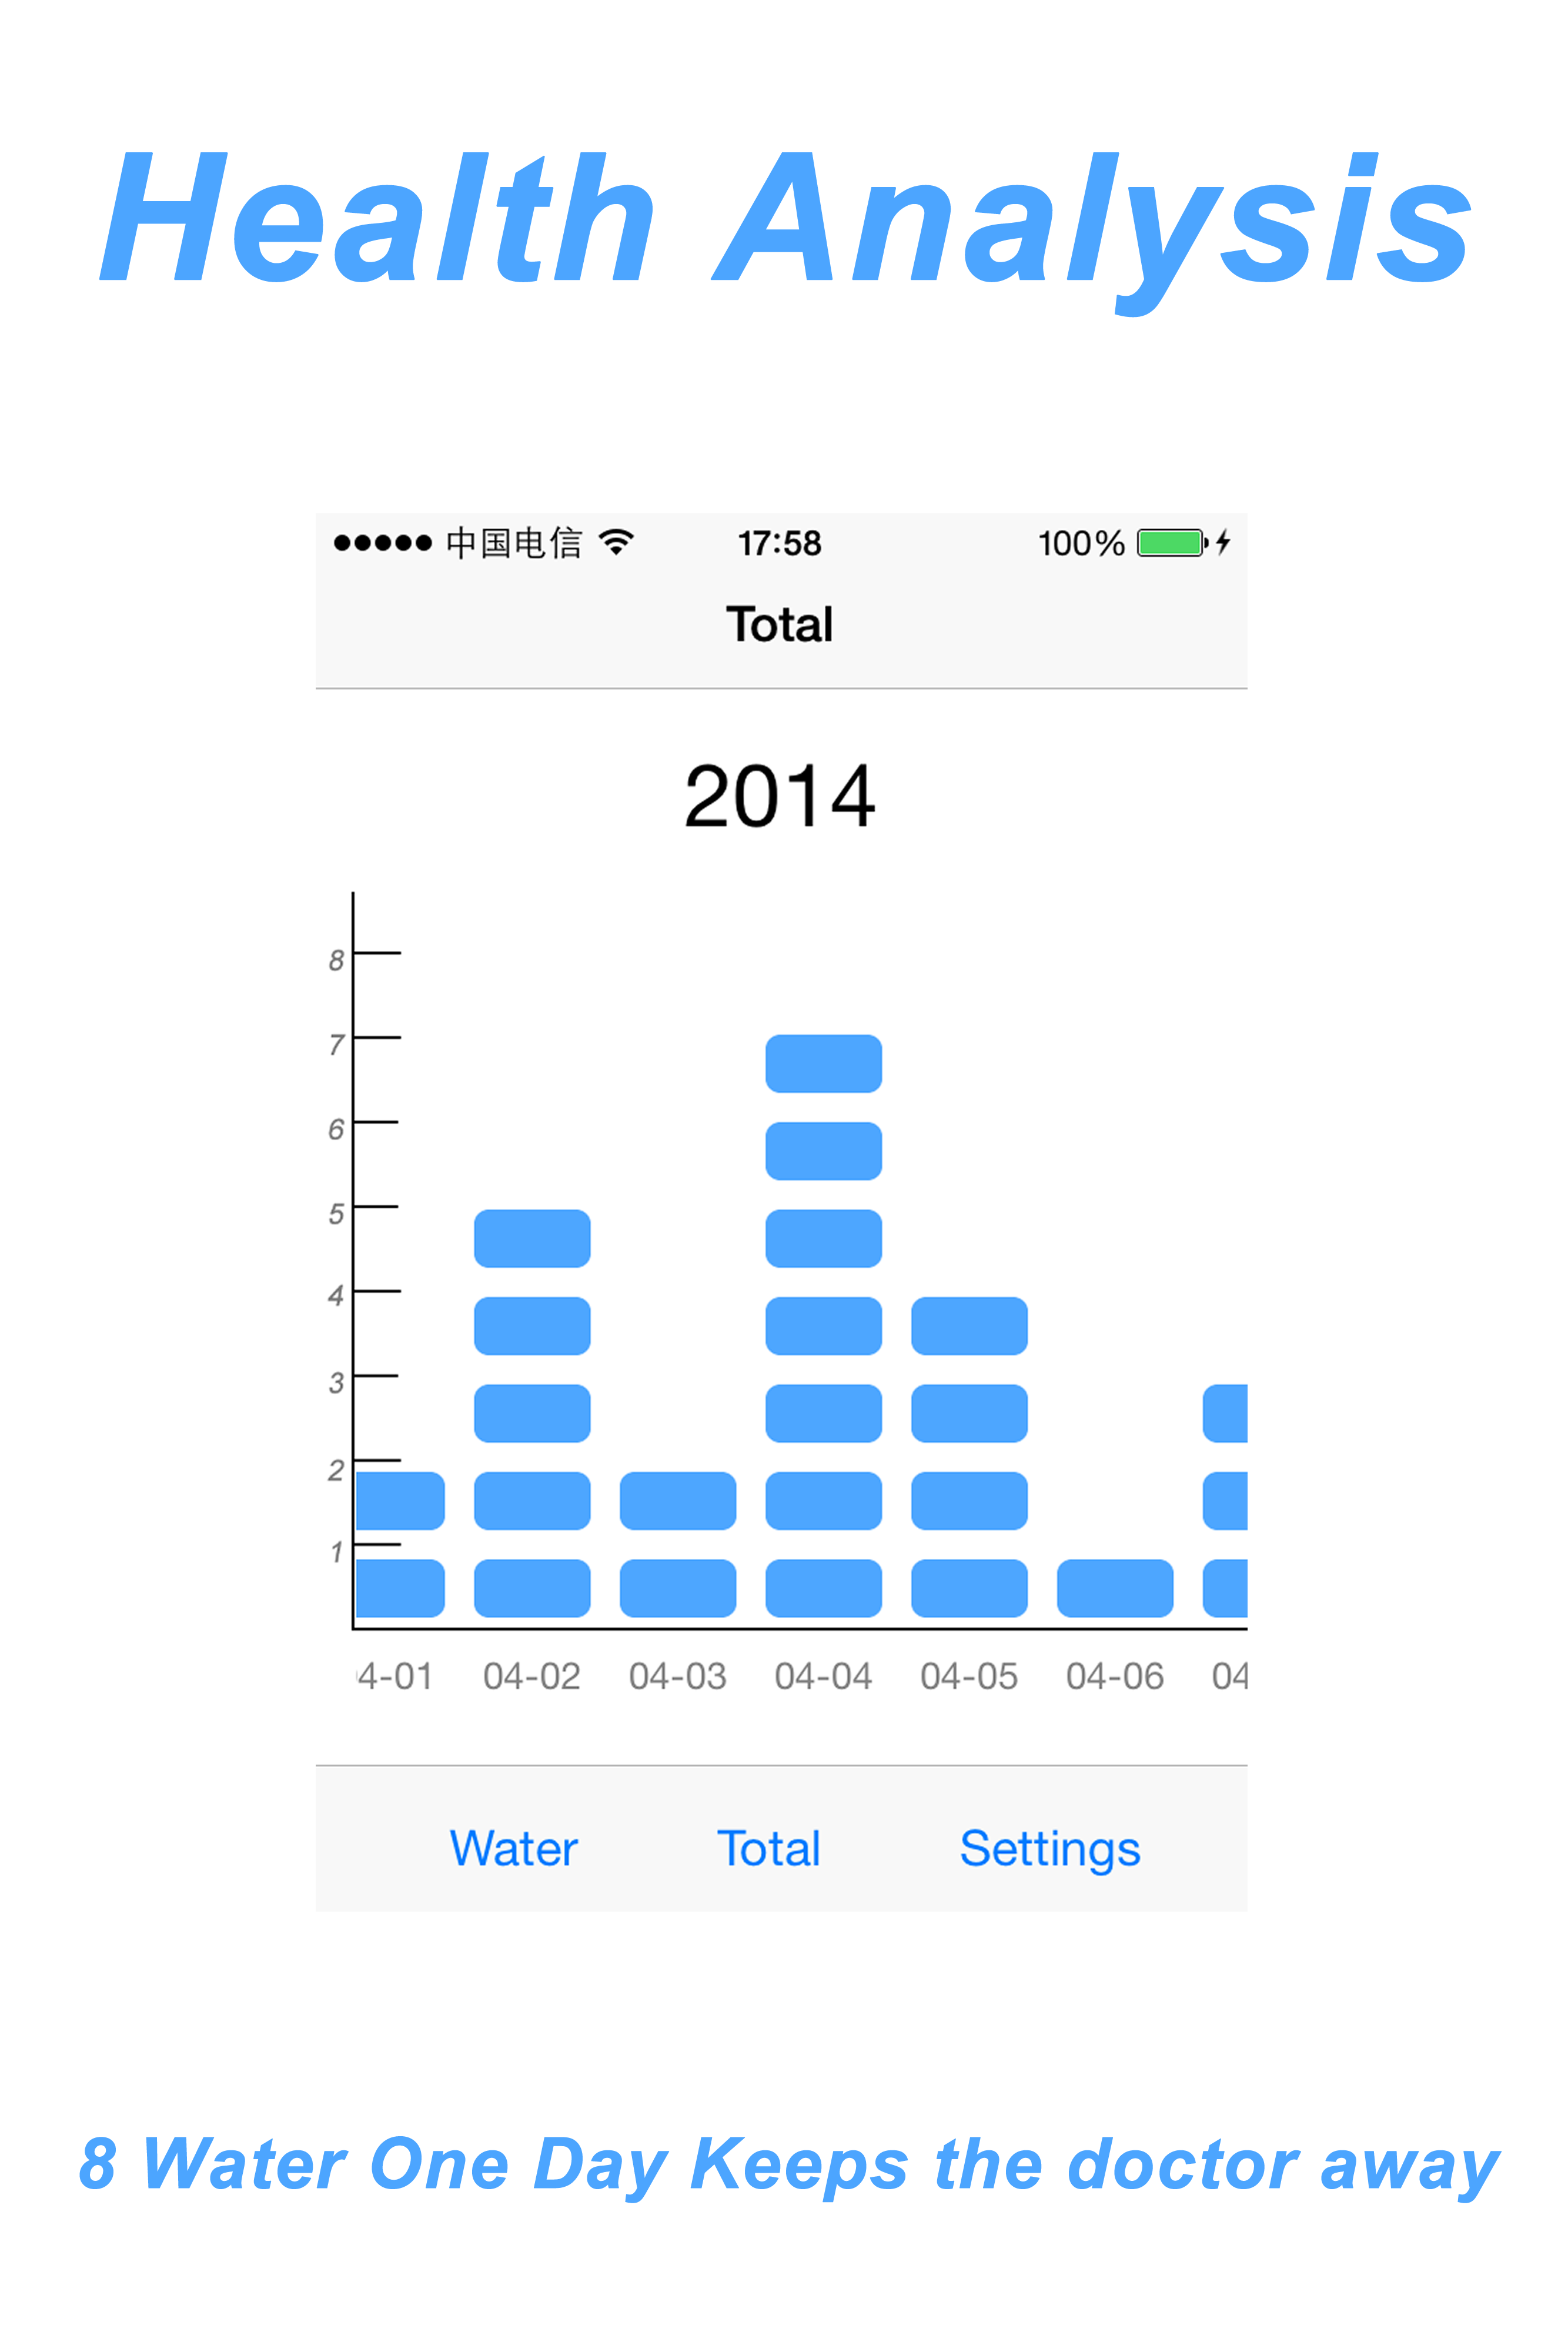 Health Analysis
中国电信 17:58 100%
Total
2014
8
7
6
5
4
3
2
1
4-01 04-02 04-03 04-04 04-05 04-06 04
Water Total Settings
8 Water One Day Keeps the doctor away